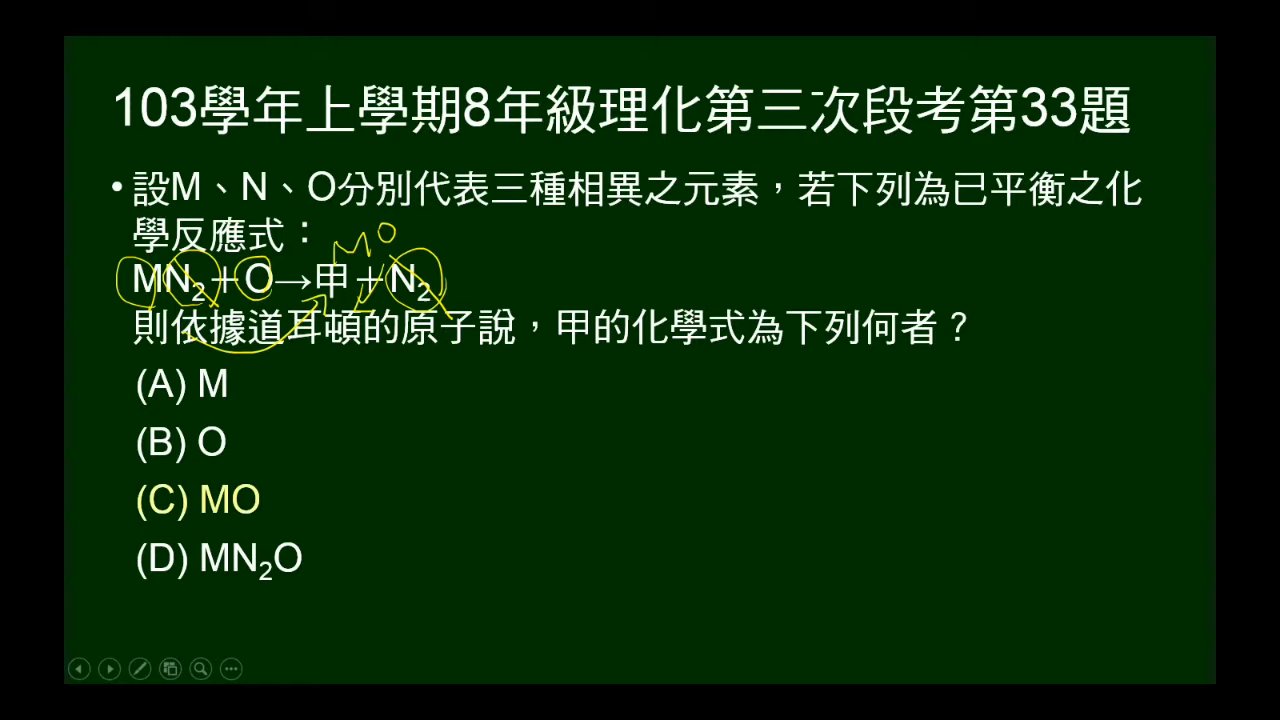 103學年上學期8年級理化第三次段考第33題
• 設M、N、O分別代表三種相異之元素，若下列為已平衡之化
學反應式：
MO
MN₂＋O→甲＋N₂
則依據道耳頓的原子說，甲的化學式為下列何者？
(A) M
(B) O
(C) MO
(D) MN₂O